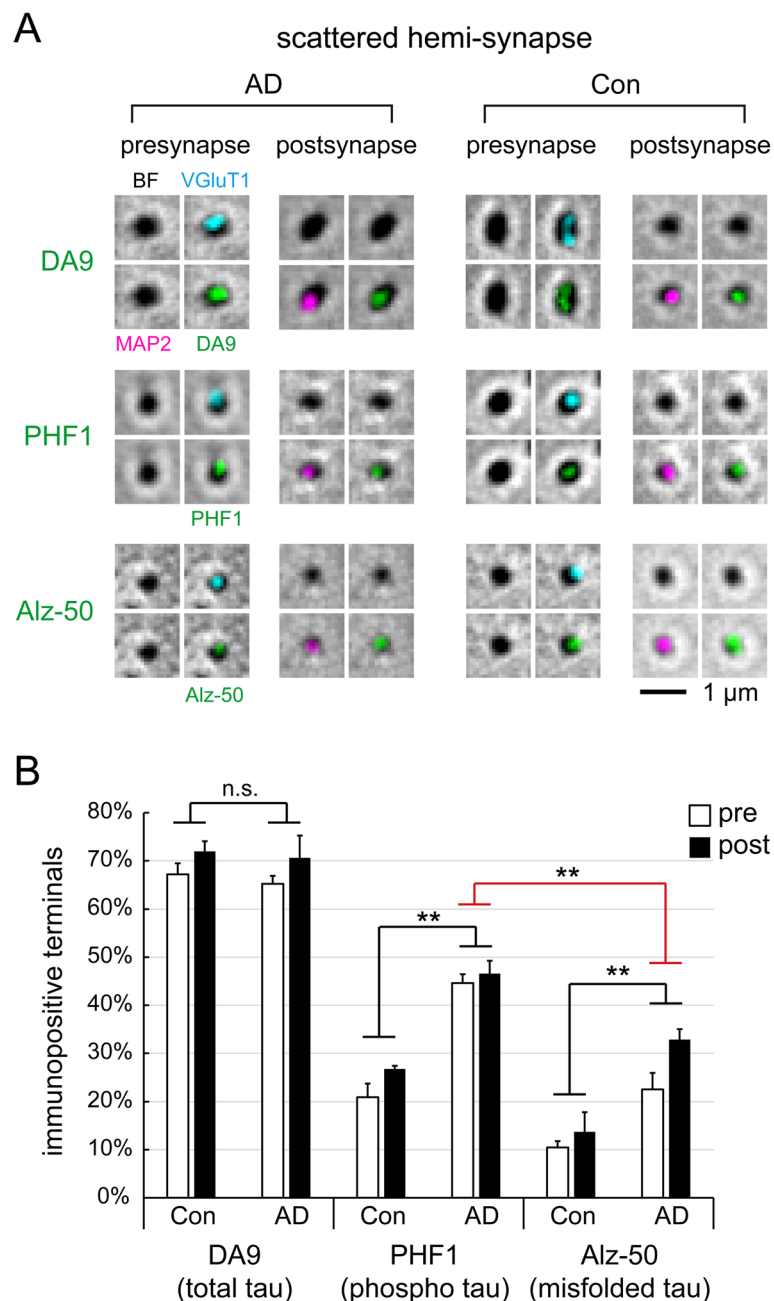 A
scattered hemi-synapse
AD
Con
presynapse
postsynapse
presynapse
postsynapse
BF
VGluT1
DA9
MAP2
DA9
PHF1
PHF1
Alz-50
Alz-50
1 µm
B
immunopositive terminals
80%
70%
60%
50%
40%
30%
20%
10%
0%
n.s.
**
**
**
pre
post
Con
AD
Con
AD
Con
AD
DA9
(total tau)
PHF1
(phospho tau)
Alz-50
(misfolded tau)